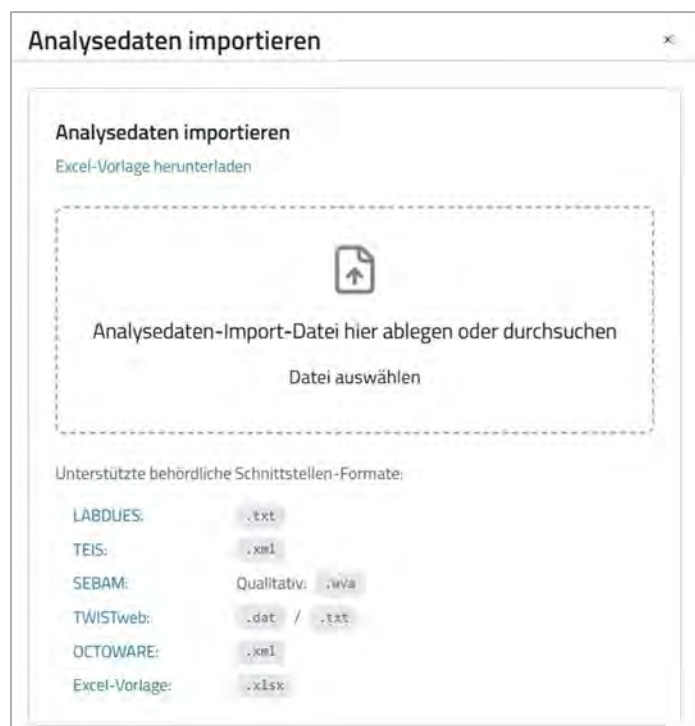 Analysedaten importieren ×
Analysedaten importieren
Excel-Vorlage herunterladen
Analysedaten-Import-Datei hier ablegen oder durchsuchen
Datei auswählen
Unterstützte behördliche Schnittstellen-Formate:
LABDUES: .txt
TEIS: .xml
SEBAM: Qualitativ: .wva
TWISTweb: .dat / .txt
OCTOWARE: .xml
Excel-Vorlage: .xlsx